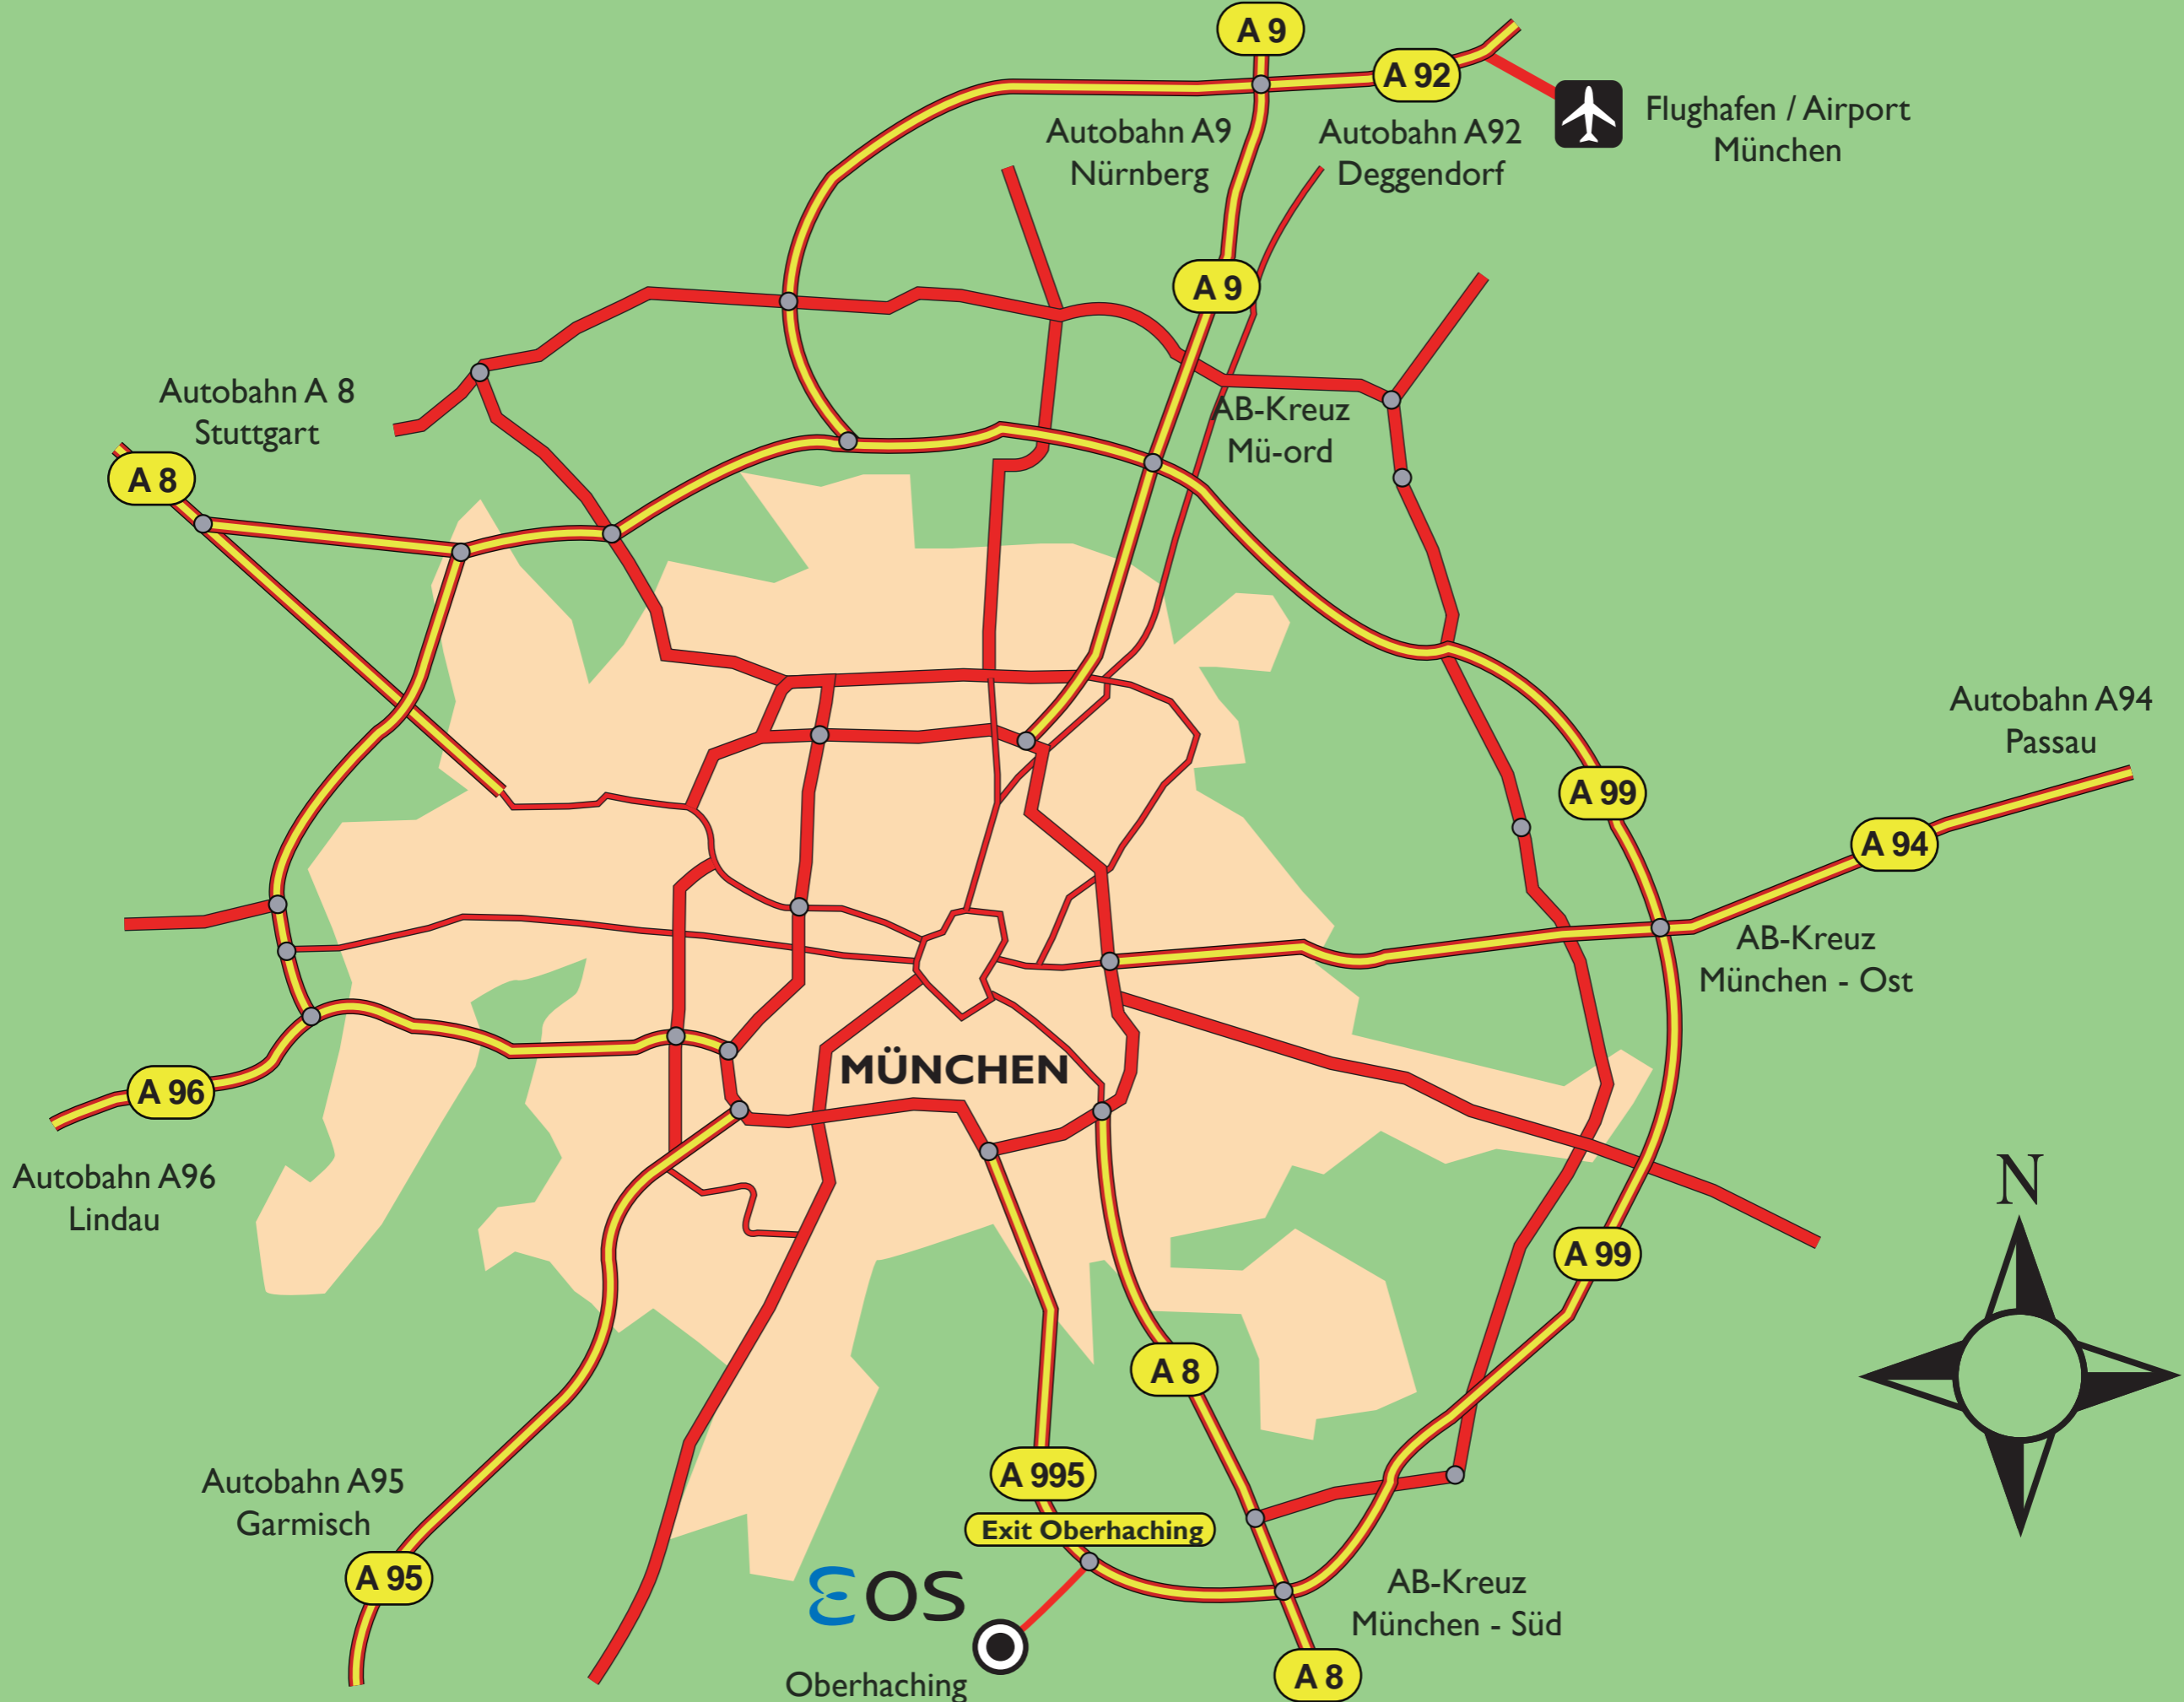 A 9
A 92
Flughafen / Airport
München
Autobahn A9
Nürnberg
Autobahn A92
Deggendorf
A 9
Autobahn A 8
Stuttgart
AB-Kreuz
Mü-ord
A 8
Autobahn A94
Passau
A 99
A 94
AB-Kreuz
München - Ost
MÜNCHEN
A 96
Autobahn A96
Lindau
N
A 99
A 8
Autobahn A95
Garmisch
A 995
Exit Oberhaching
A 95
εOS
AB-Kreuz
München - Süd
Oberhaching
A 8